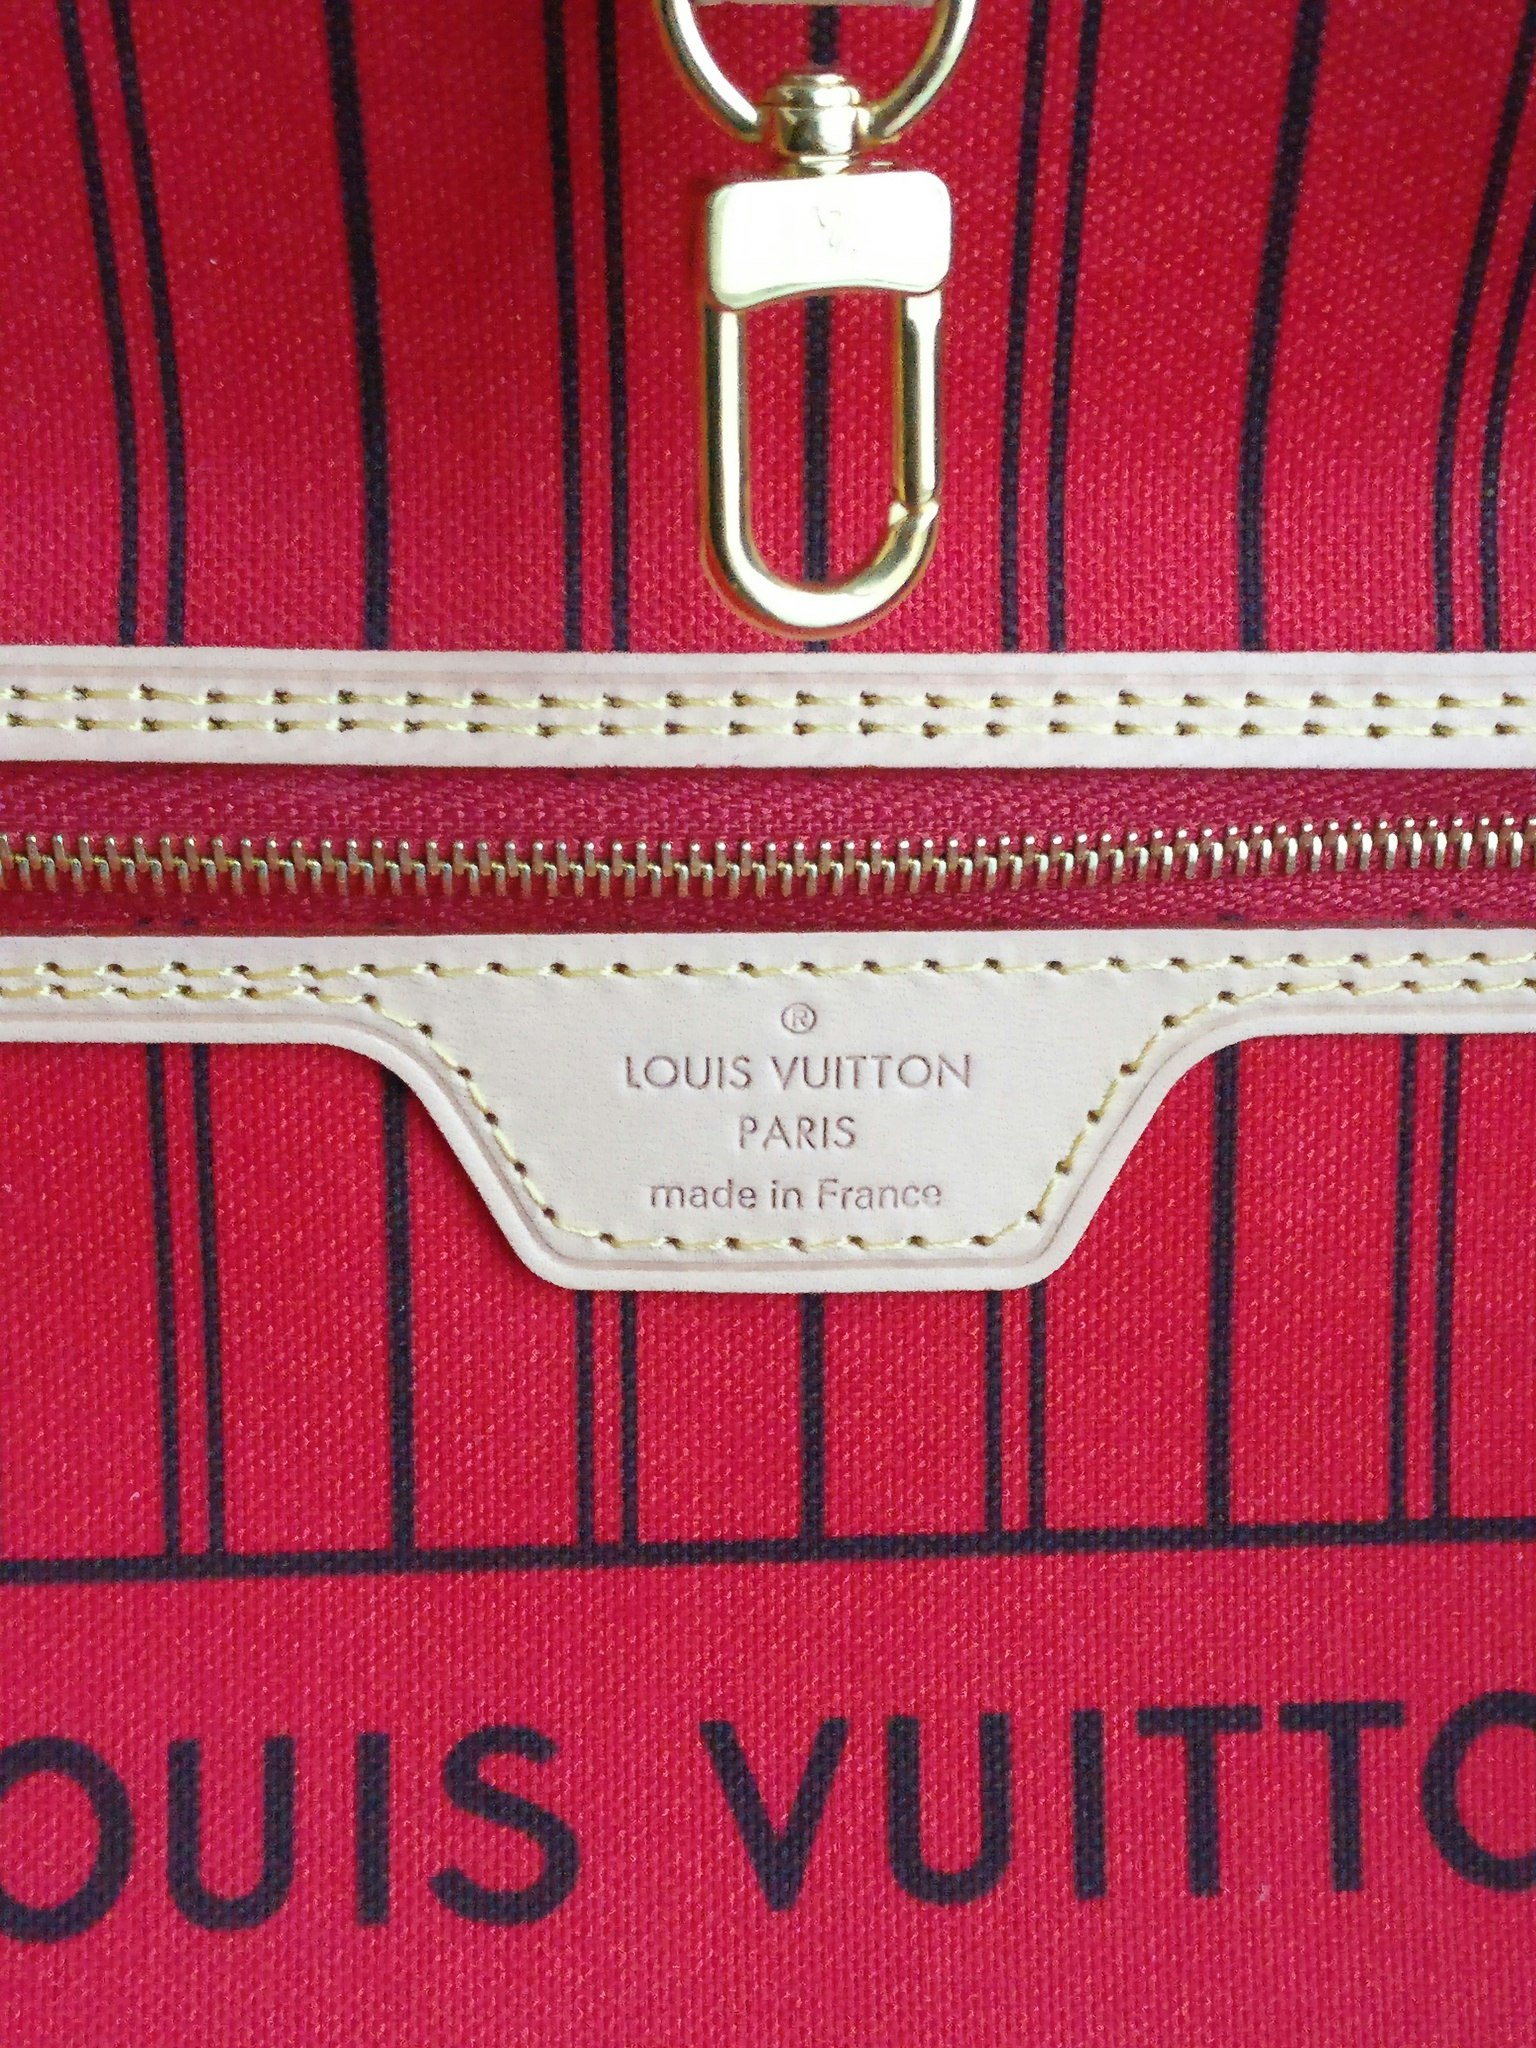 ®
LOUIS VUITTON
PARIS
made in France
OUIS VUITTO